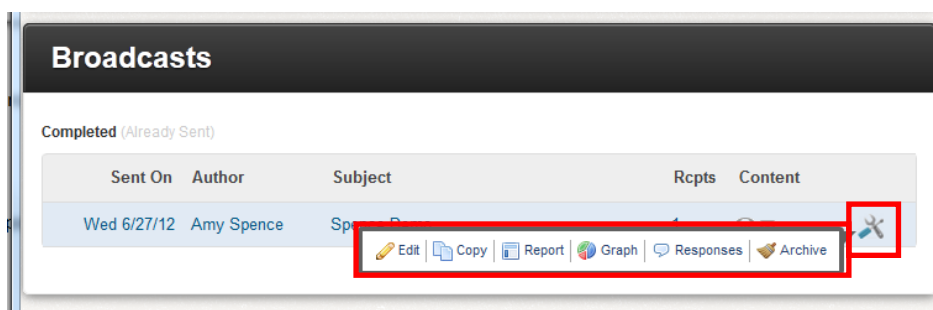 Broadcasts
Completed (Already Sent)
Sent On Author Subject Rcpts Content
Wed 6/27/12 Amy Spence
Edit Copy Report Graph Responses Archive